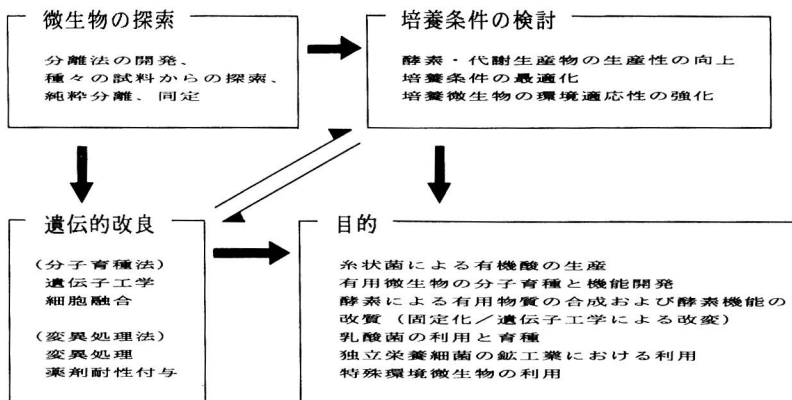 微生物の探索
分離法の開発、
種々の試料からの探索、
純粋分離、同定
培養条件の検討
酵素・代謝生産物の生産性の向上
培養条件の最適化
培養微生物の環境適応性の強化
遺伝的改良
(分子育種法)
遺伝子工学
細胞融合
(変異処理法)
変異処理
薬剤耐性付与
目的
糸状菌による有機酸の生産
有用微生物の分子育種と機能開発
酵素による有用物質の合成および酵素機能の
改質(固定化/遺伝子工学による改変)
乳酸菌の利用と育種
独立栄養細菌の鉱工業における利用
特殊環境微生物の利用